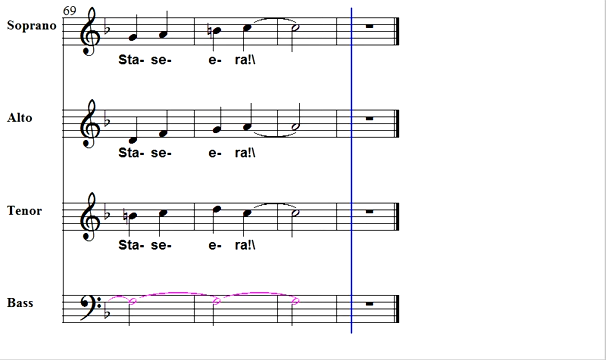 69
Soprano
Sta- se- e- ra!\
Alto
Sta- se- e- ra!\
Tenor
Sta- se- e- ra!\
Bass